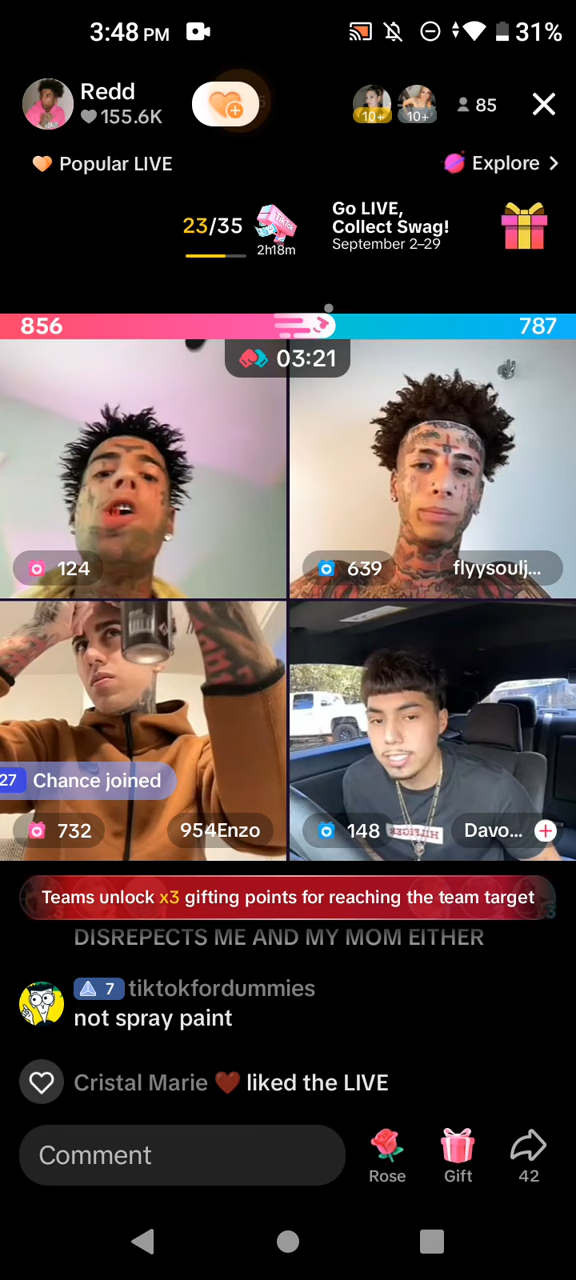 3:48 PM
31%
Redd
155.6K
10+
10+
85
Popular LIVE
Explore
23/35
TikTok
2h18m
Go LIVE,
Collect Swag!
September 2–29
856
787
03:21
124
639
flyysoulj...
27 Chance joined
732
954Enzo
148
HILFIGER
Davo...
Teams unlock x3 gifting points for reaching the team target
DISREPECTS ME AND MY MOM EITHER
7 tiktokfordummies
not spray paint
Cristal Marie ❤️ liked the LIVE
Comment
Rose
Gift
42